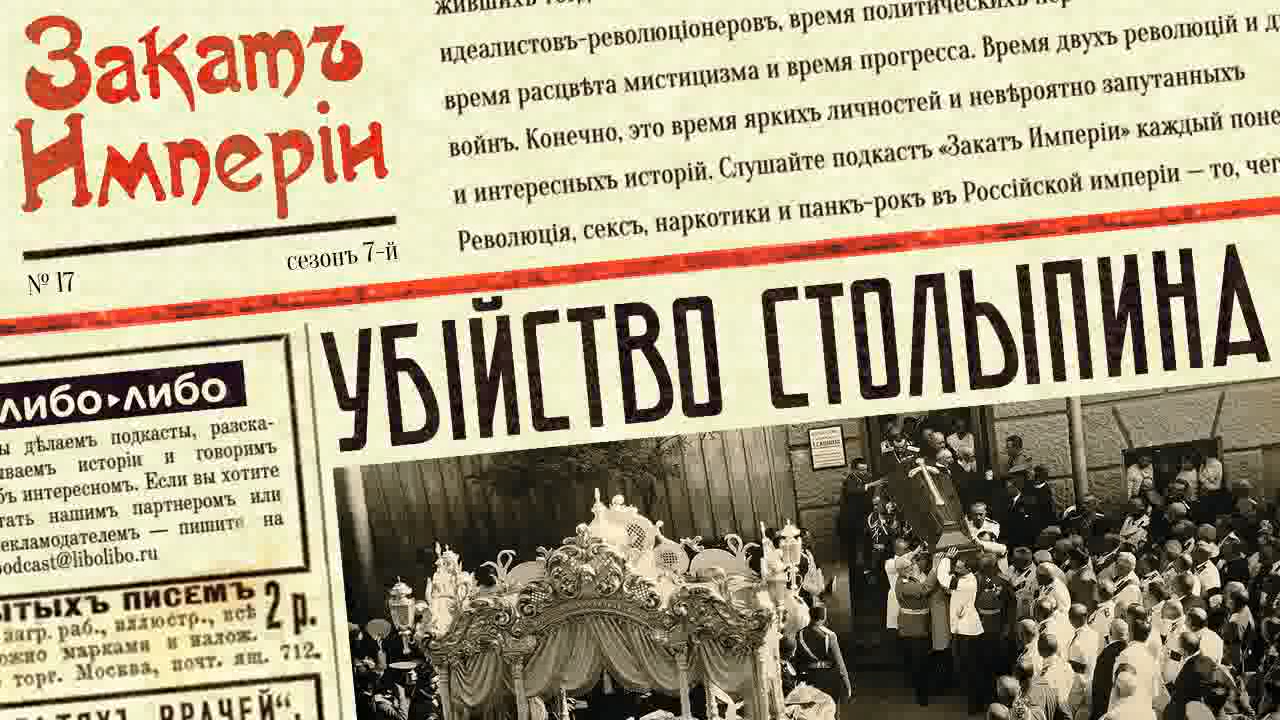 Закатъ
Имперіи
№ 17
сезонъ 7-й
идеалистовъ-революціонеровъ, время политическихъ
время расцвѣта мистицизма и время прогресса. Время двухъ революцій и
войнъ. Конечно, это время яркихъ личностей и невѣроятно запутанныхъ
и интересныхъ исторій. Слушайте подкастъ «Закатъ Имперіи» каждый
Революція, сексъ, наркотики и панкъ-рокъ въ Россійской имперіи — то,
УБІЙСТВО СТОЛЫПИНА
либо▸либо
дѣлаемъ подкасты, разска-
исторіи и говоримъ
интересномъ. Если вы хотите
нашимъ партнеромъ или
— пишите на
podcast@libolibo.ru
ПИСЕМЪ 2 р.
загр. раб., иллюстр., всѣ
марками и налож.
торг. Москва, почт. ящ. 712.
ВРАЧЕЙ“.